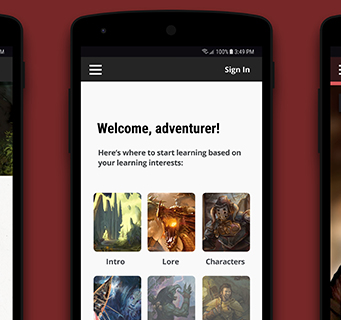 M
3:49 PM
Sign In
Welcome, adventurer!
Here's where to start learning based on
your learning interests:
Intro
Lore
Characters